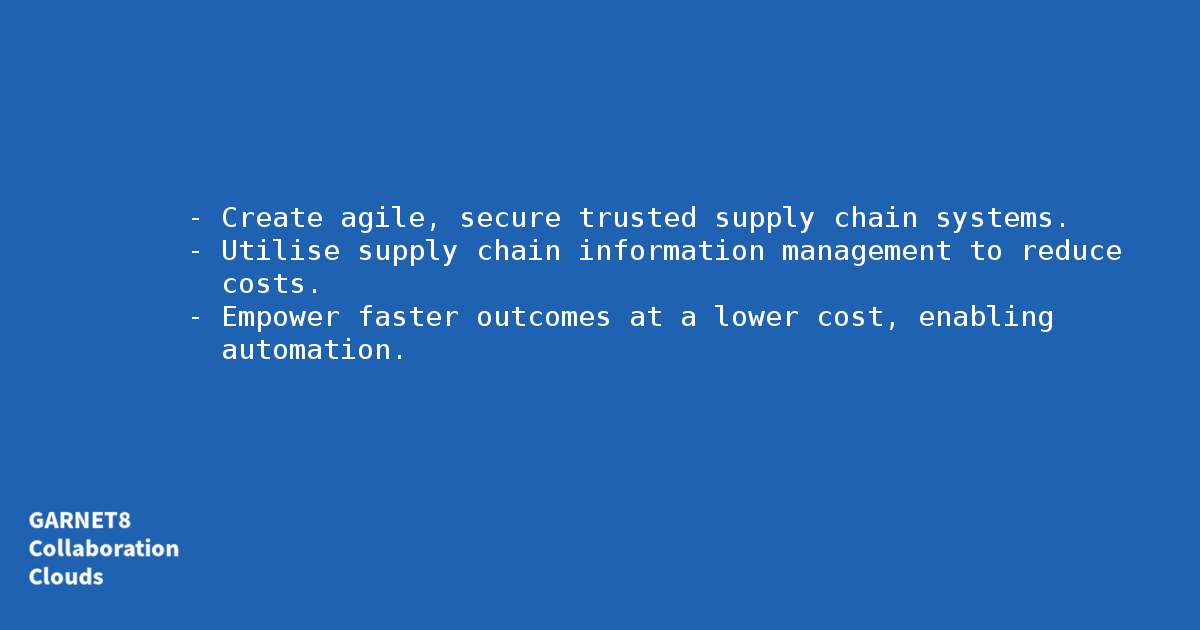 - Create agile, secure trusted supply chain systems.
- Utilise supply chain information management to reduce
costs.
- Empower faster outcomes at a lower cost, enabling
automation.
GARNET8
Collaboration
Clouds